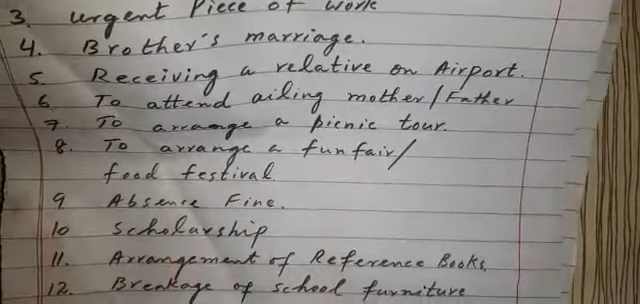 3. urgent Piece of work
4. Brother's marriage.
5 Receiving a relative on Airport.
6. To attend ailing mother/Father
7. To arrange a picnic tour.
8. To arrange a funfair/
food festival.
9 Absence Fine.
10 Scholarship
11. Arrangement of Reference Books.
12. Breakage of school furniture